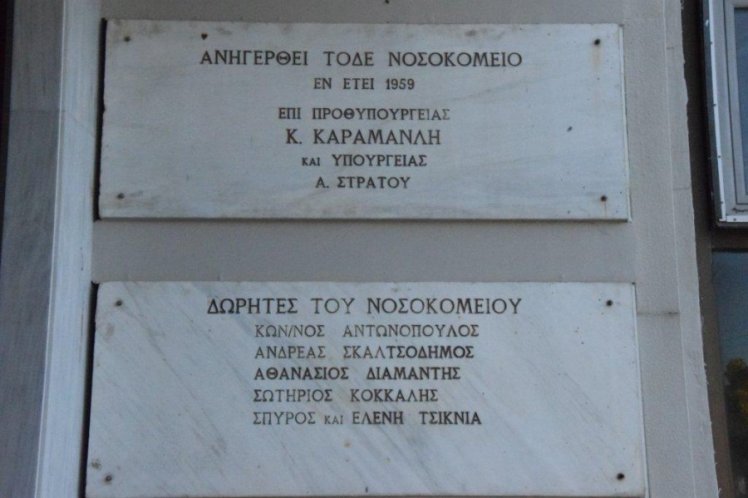 ΑΝΗΓΕΡΘΕΙ ΤΟΔΕ ΝΟΣΟΚΟΜΕΙΟ
ΕΝ ΕΤΕΙ 1959
ΕΠΙ ΠΡΟΘΥΠΟΥΡΓΕΙΑΣ
Κ. ΚΑΡΑΜΑΝΛΗ
ΚΑΙ ΥΠΟΥΡΓΕΙΑΣ
Α. ΣΤΡΑΤΟΥ
ΔΩΡΗΤΕΣ ΤΟΥ ΝΟΣΟΚΟΜΕΙΟΥ
ΚΩΝ/ΝΟΣ ΑΝΤΩΝΟΠΟΥΛΟΣ
ΑΝΔΡΕΑΣ ΣΚΑΛΤΣΟΔΗΜΟΣ
ΑΘΑΝΑΣΙΟΣ ΔΙΑΜΑΝΤΗΣ
ΣΩΤΗΡΙΟΣ ΚΟΚΚΑΛΗΣ
ΣΠΥΡΟΣ ΚΑΙ ΕΛΕΝΗ ΤΣΙΚΝΙΑ